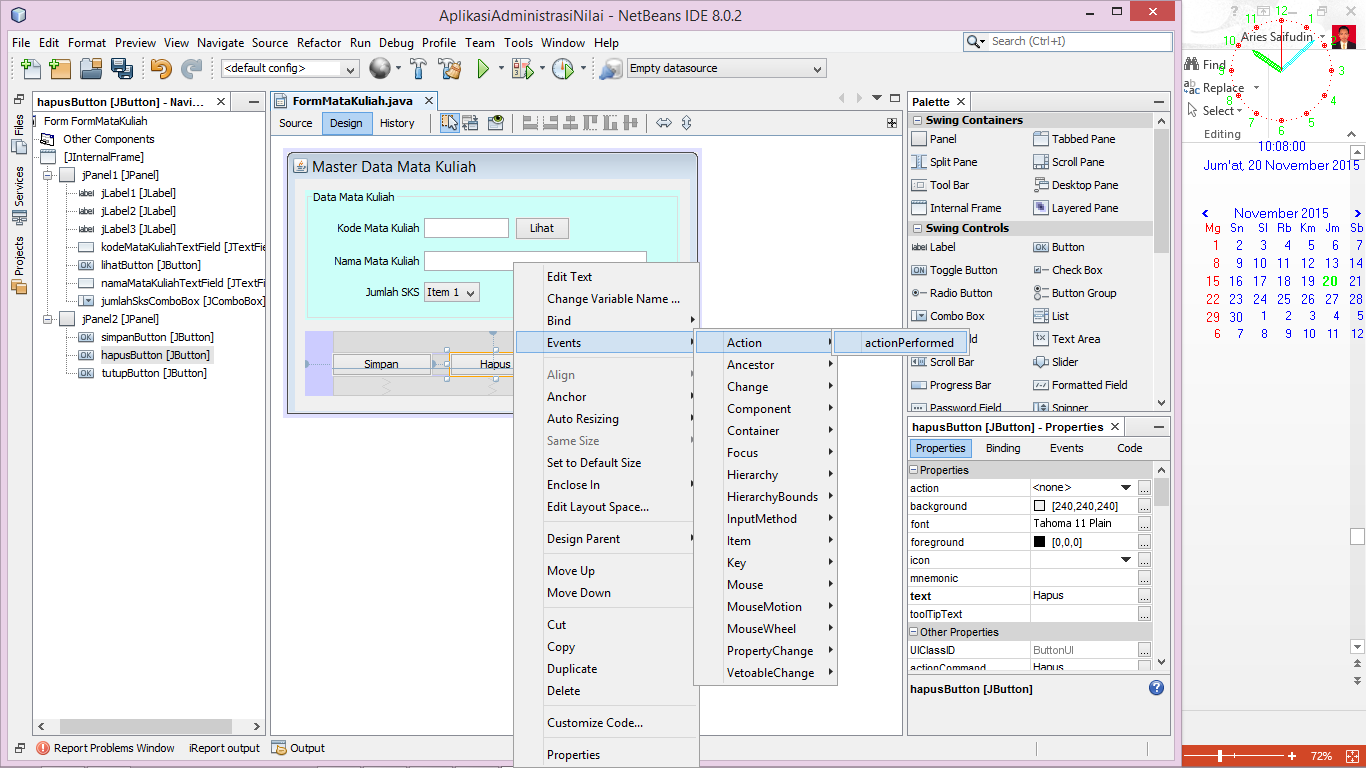 AplikasiAdministrasiNilai - NetBeans IDE 8.0.2
File Edit Format Preview View Navigate Source Refactor Run Debug Profile Team Tools Window Help
Search (Ctrl+I)
<default config>
Empty datasource
hapusButton [JButton] - Navi...
Form FormMataKuliah
Other Components
[JInternalFrame]
jPanel1 [JPanel]
jLabel1 [JLabel]
jLabel2 [JLabel]
jLabel3 [JLabel]
kodeMataKuliahTextField [JTextFie
lihatButton [JButton]
namaMataKuliahTextField [JTextFie
jumlahSksComboBox [JComboBox]
jPanel2 [JPanel]
simpanButton [JButton]
hapusButton [JButton]
tutupButton [JButton]
Files
Services
Projects
FormMataKuliah.java
Source Design History
Master Data Mata Kuliah
Data Mata Kuliah
Kode Mata Kuliah
Lihat
Nama Mata Kuliah
Jumlah SKS
Item 1
Simpan
Hapus
Edit Text
Change Variable Name ...
Bind
Events
Align
Anchor
Auto Resizing
Same Size
Set to Default Size
Enclose In
Edit Layout Space...
Design Parent
Move Up
Move Down
Cut
Copy
Duplicate
Delete
Customize Code...
Properties
Action
Ancestor
Change
Component
Container
Focus
Hierarchy
HierarchyBounds
InputMethod
Item
Key
Mouse
MouseMotion
MouseWheel
PropertyChange
VetoableChange
actionPerformed
Palette
Swing Containers
Panel Tabbed Pane
Split Pane Scroll Pane
Tool Bar Desktop Pane
Internal Frame Layered Pane
Swing Controls
Label Button
Toggle Button Check Box
Radio Button Button Group
Combo Box List
Text Area
Scroll Bar Slider
Progress Bar Formatted Field
Password Field Spinner
hapusButton [JButton] - Properties
Properties Binding Events Code
Properties
action <none>
background [240,240,240]
font Tahoma 11 Plain
foreground [0,0,0]
icon
mnemonic
text Hapus
toolTipText
Other Properties
UIClassID ButtonUI
actionCommand Hapus
hapusButton [JButton]
Report Problems Window iReport output Output
Aries Saifudin
Find
Replace
Select
Editing
12
1
2
3
4
5
6
7
8
9
10
11
10:08:00
Jum'at, 20 November 2015
November 2015
Mg Sn Sl Rb Km Jm Sb
1 2 3 4 5 6 7
8 9 10 11 12 13 14
15 16 17 18 19 20 21
22 23 24 25 26 27 28
29 30 1 2 3 4 5
6 7 8 9 10 11 12
72%